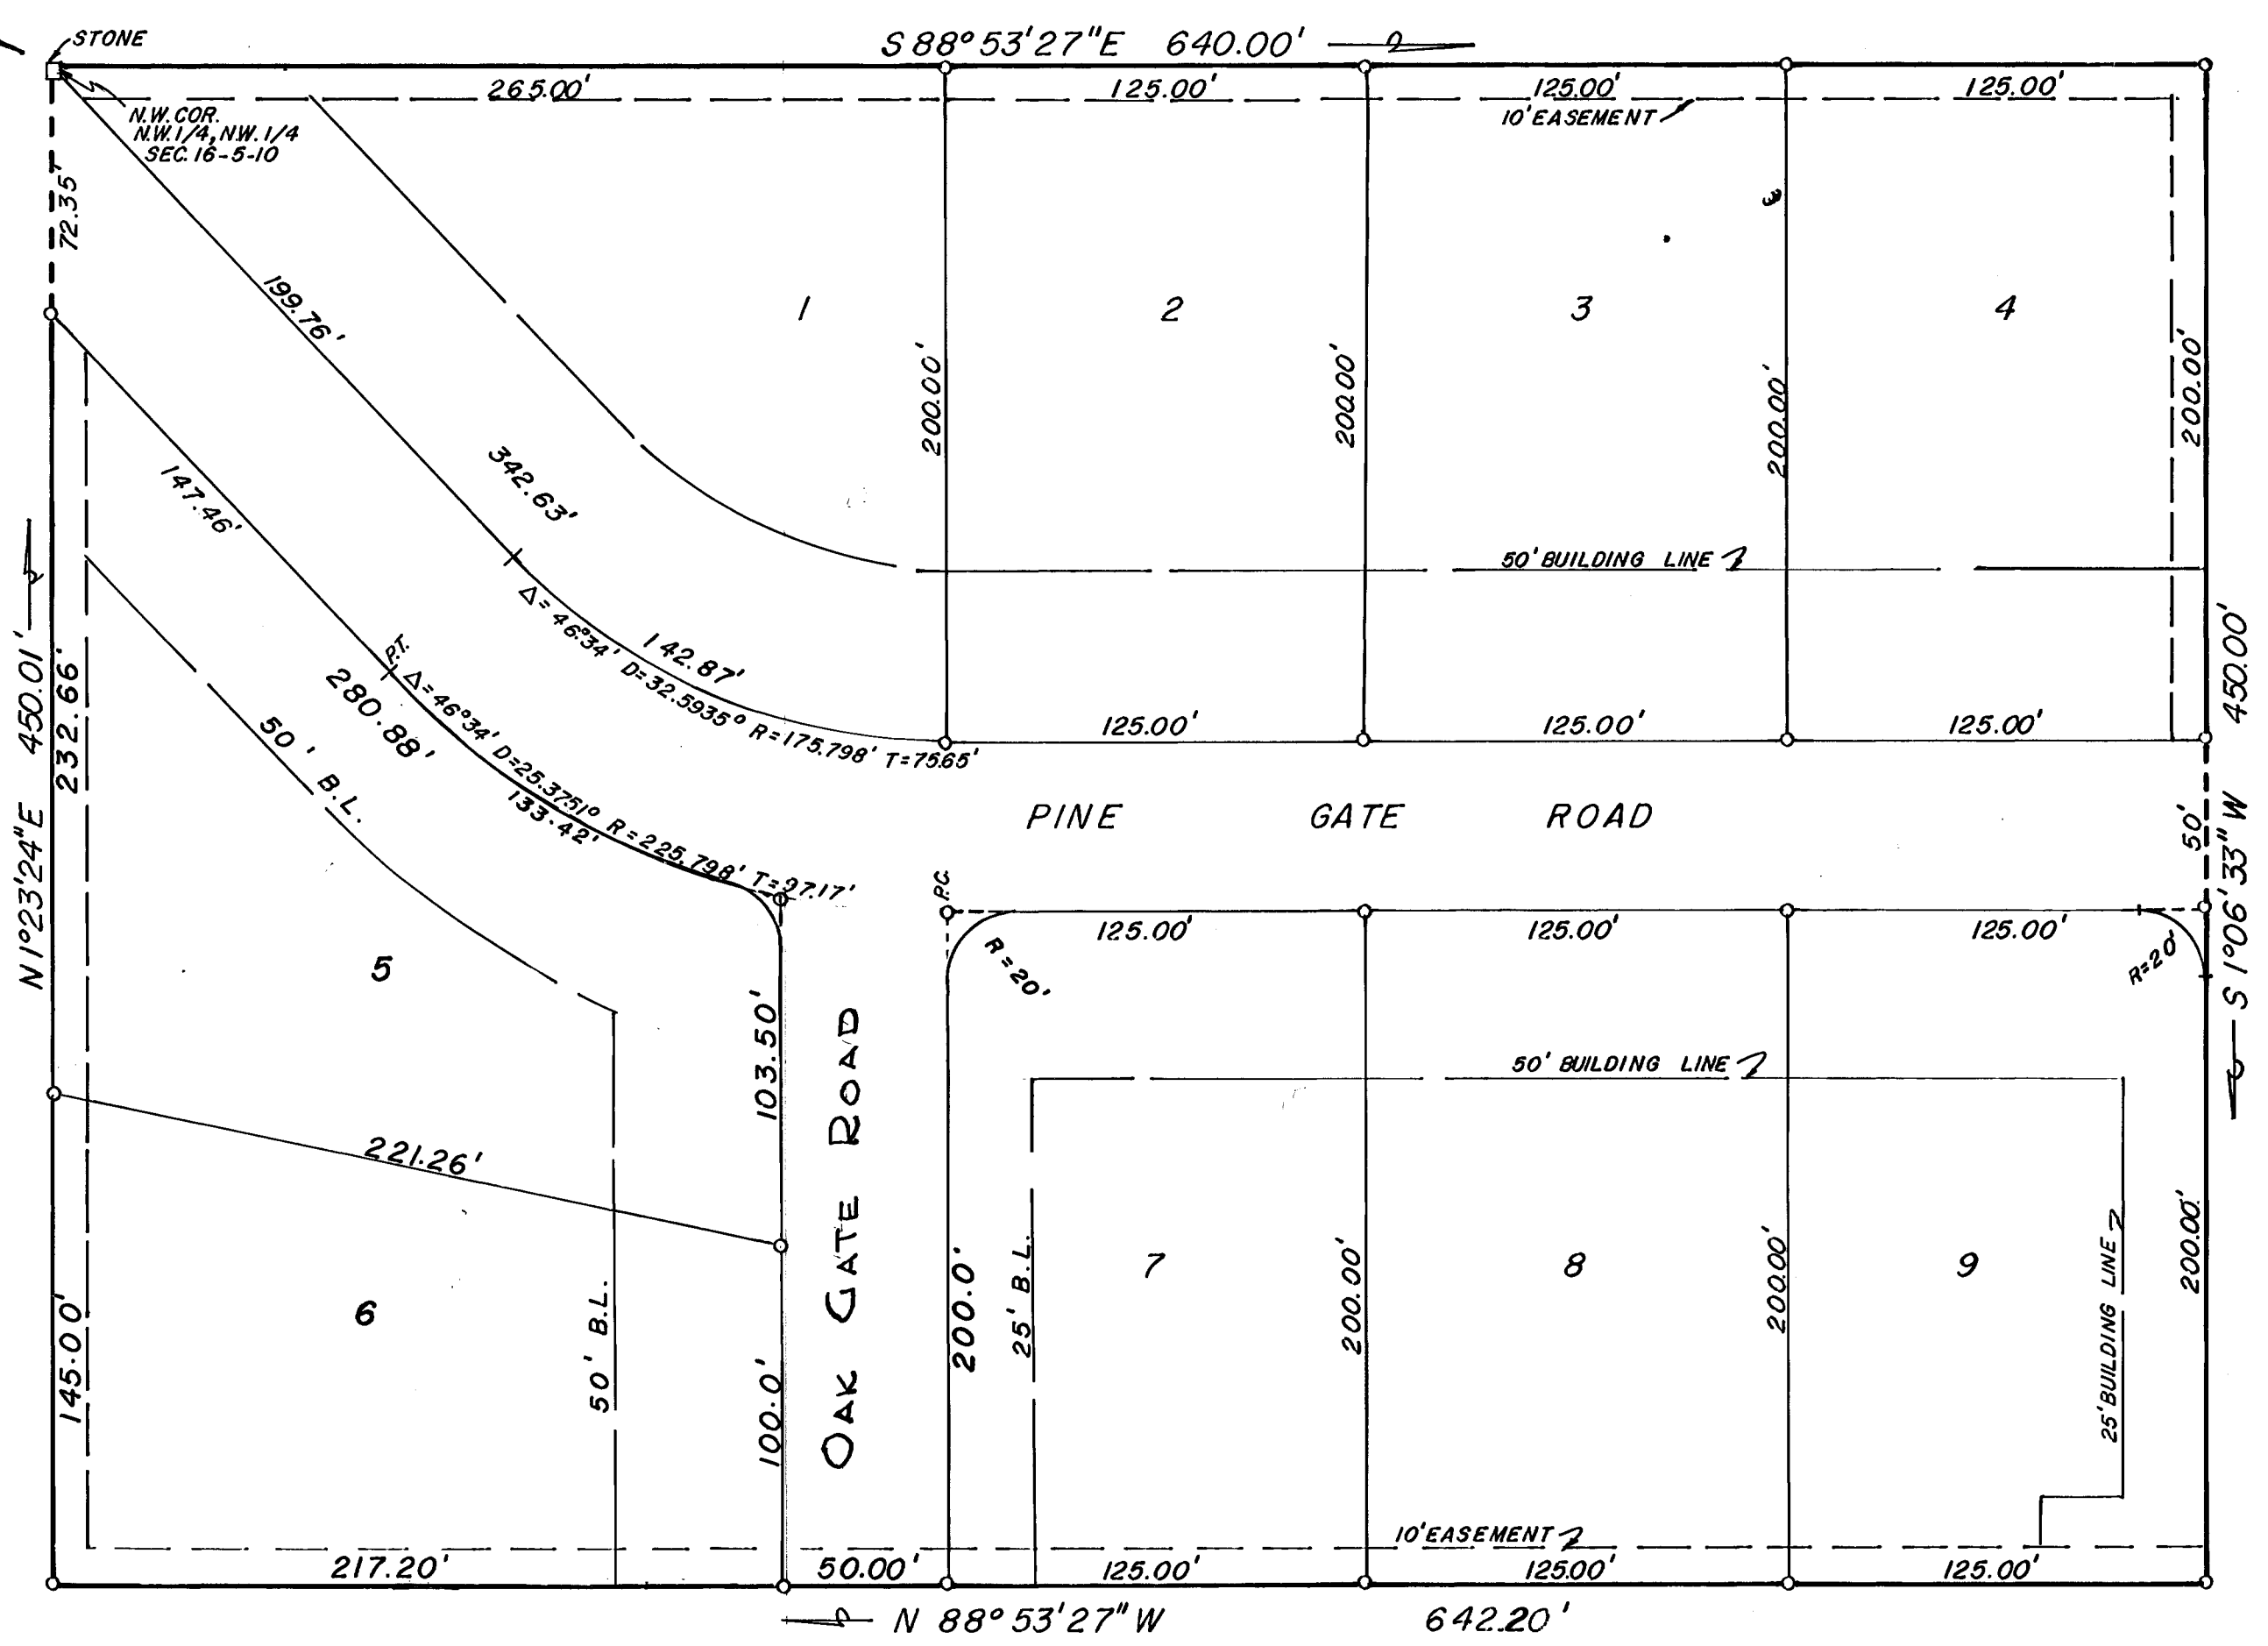 STONE
S 88° 53' 27" E 640.00'
265.00'
125.00'
125.00'
125.00'
10' EASEMENT
N.W. COR.
N.W. 1/4, N.W. 1/4
SEC. 16-5-10
72.35'
199.76'
342.63'
1
2
3
4
200.00'
200.00'
200.00'
200.00'
147.46'
50' BUILDING LINE
Δ= 46°34' D=32.5935° R=175.798' T=75.65'
142.87'
125.00'
125.00'
125.00'
N 1°23'24" E 450.01'
232.66'
P.T.
280.88'
Δ=46°34' D=25.3751° R=225.798' T=97.17'
133.42'
50' B.L.
PINE GATE ROAD
50'
450.00'
S 1°06'33" W
P.C.
125.00'
125.00'
125.00'
R=20'
R=20'
5
103.50'
OAK GATE ROAD
50' BUILDING LINE
221.26'
6
145.00'
50' B.L.
100.0'
200.0'
25' B.L.
7
200.00'
8
200.00'
9
25' BUILDING LINE
200.00'
10' EASEMENT
217.20'
50.00'
125.00'
125.00'
125.00'
N 88° 53' 27" W 642.20'